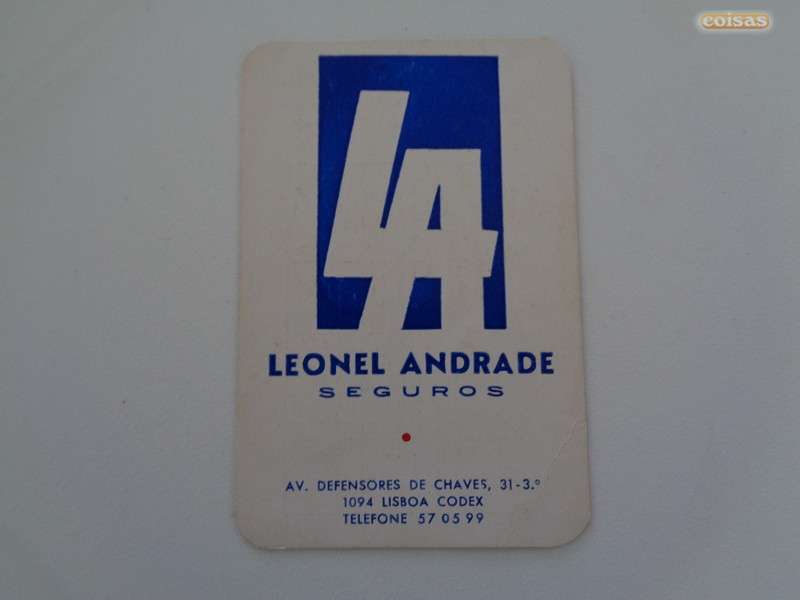 coisas
LA
LEONEL ANDRADE
SEGUROS
AV. DEFENSORES DE CHAVES, 31-3.º
1094 LISBOA CODEX
TELEFONE 57 05 99